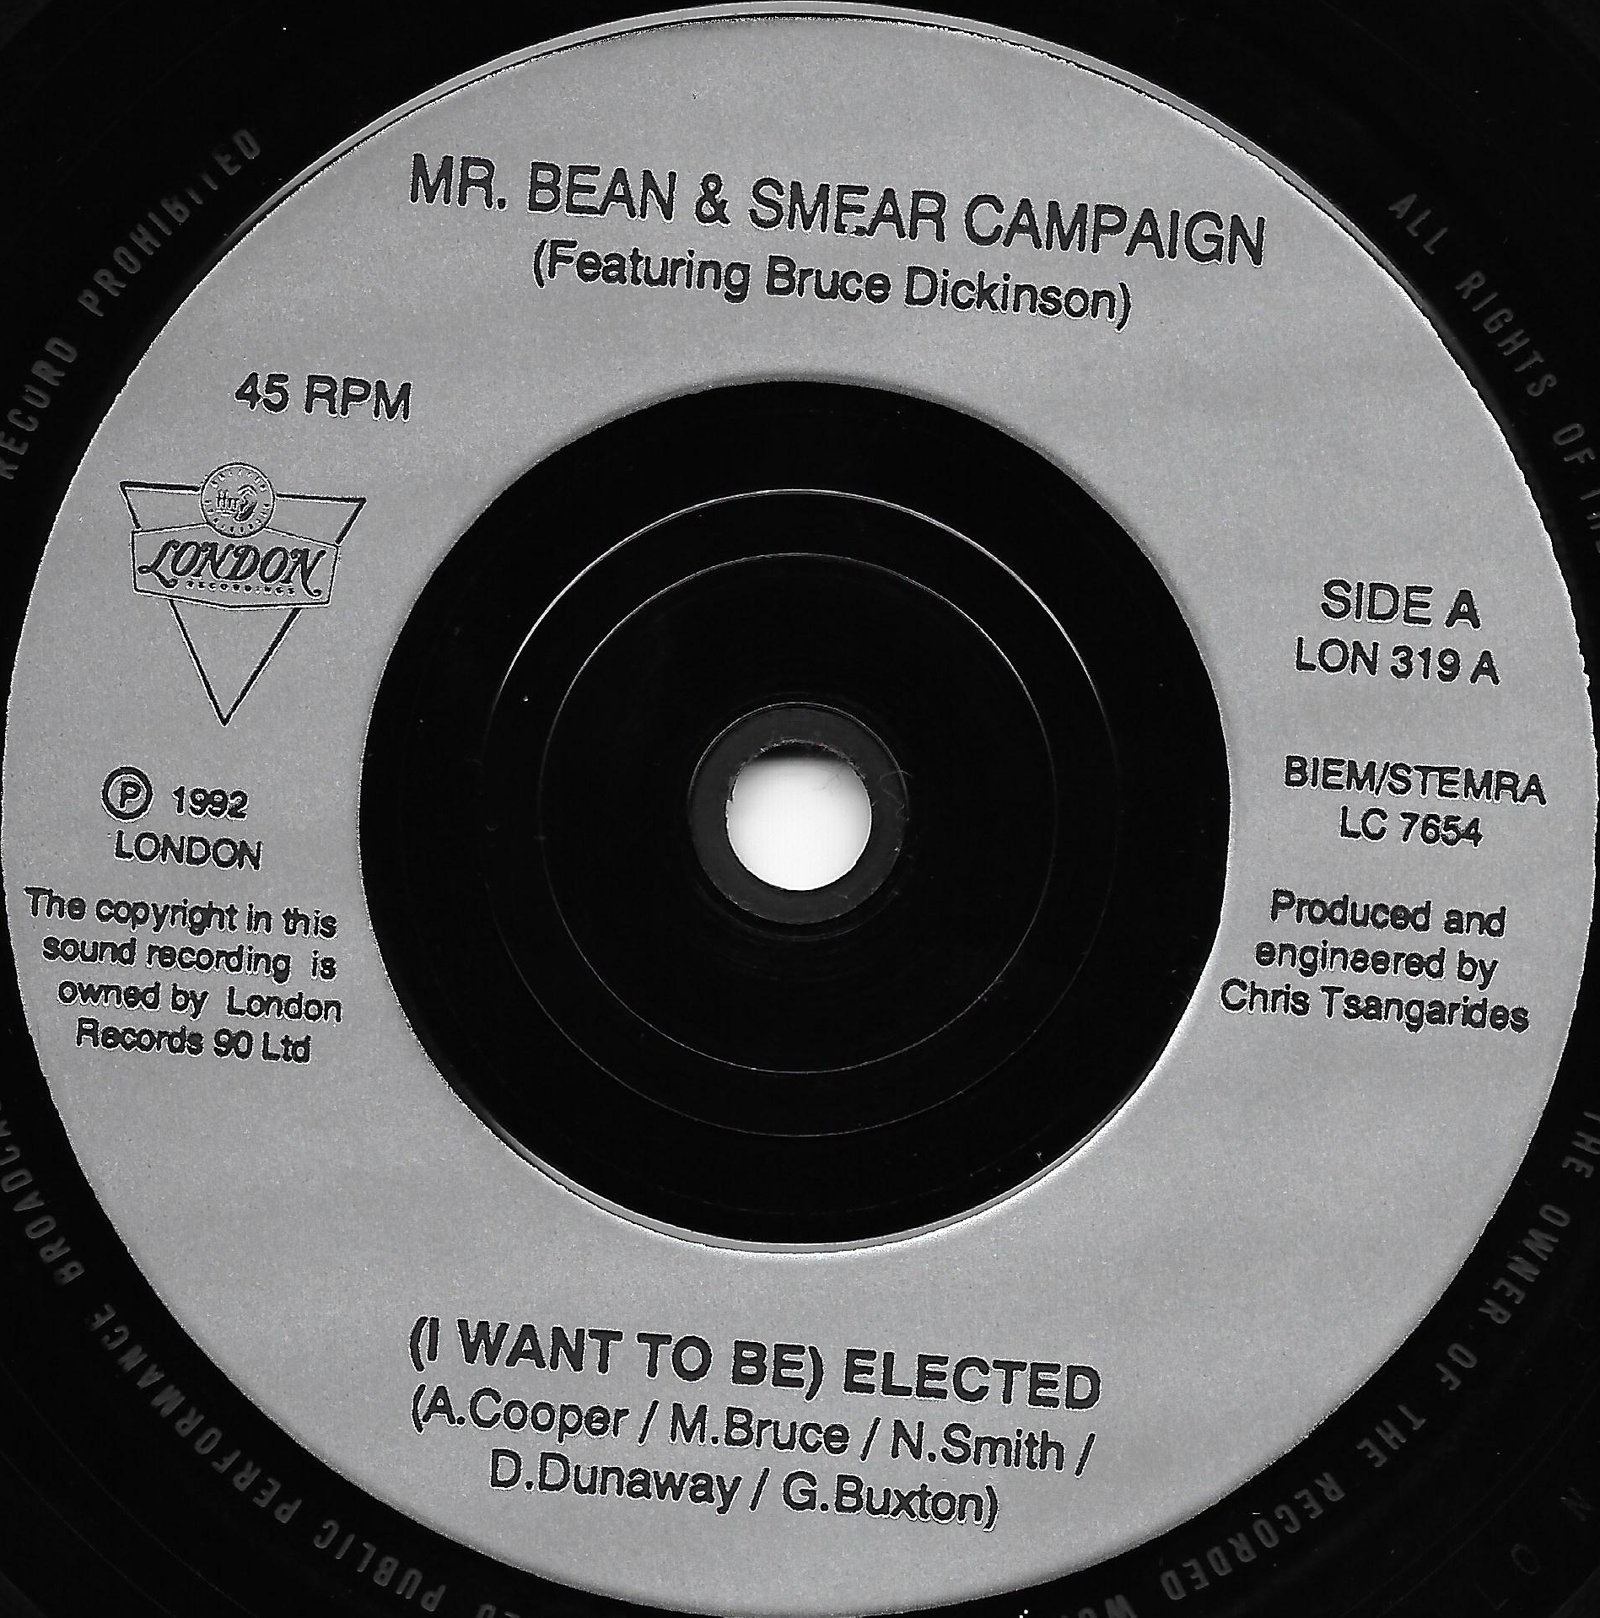 MR. BEAN & SMEAR CAMPAIGN
(Featuring Bruce Dickinson)
45 RPM
LONDON
RECORDINGS
SIDE A
LON 319 A
BIEM/STEMRA
LC 7654
Ⓟ 1992
LONDON
The copyright in this
sound recording is
owned by London
Records 90 Ltd
Produced and
engineered by
Chris Tsangarides
(I WANT TO BE) ELECTED
(A.Cooper / M.Bruce / N.Smith /
D.Dunaway / G.Buxton)
ALL RIGHTS OF
THE OWNER OF THE RECORDED
PUBLIC PERFORMANCE
RECORD PROHIBITED